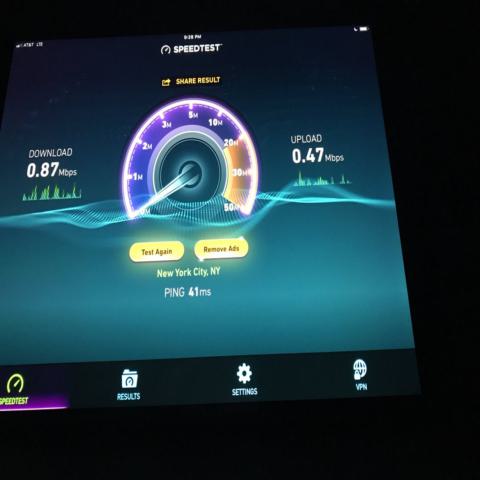 AT&T LTE
9:28 PM
SPEEDTEST
SHARE RESULT
DOWNLOAD
0.87 Mbps
UPLOAD
0.47 Mbps
0M
1M
2M
3M
5M
10M
20M
30M
50M
Test Again
Remove Ads
New York City, NY
PING 41ms
SPEEDTEST
RESULTS
SETTINGS
VPN